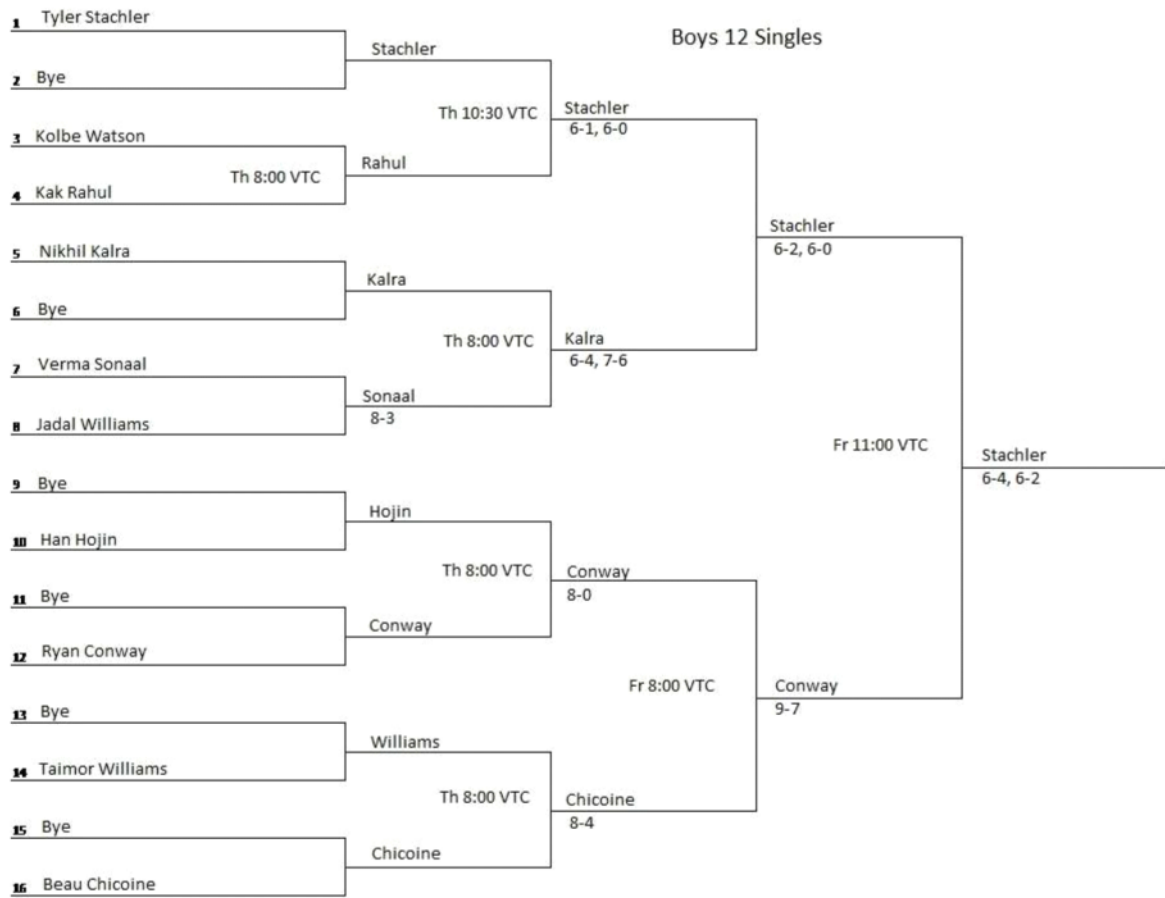 Boys 12 Singles
1 Tyler Stachler
2 Bye
3 Kolbe Watson
4 Kak Rahul
5 Nikhil Kalra
6 Bye
7 Verma Sonaal
8 Jadal Williams
9 Bye
10 Han Hojin
11 Bye
12 Ryan Conway
13 Bye
14 Taimor Williams
15 Bye
16 Beau Chicoine
Th 8:00 VTC
Stachler
Rahul
Kalra
Sonaal
8-3
Hojin
Conway
Williams
Chicoine
Th 10:30 VTC
Th 8:00 VTC
Th 8:00 VTC
Th 8:00 VTC
Stachler
6-1, 6-0
Kalra
6-4, 7-6
Conway
8-0
Chicoine
8-4
Fr 8:00 VTC
Stachler
6-2, 6-0
Conway
9-7
Fr 11:00 VTC
Stachler
6-4, 6-2